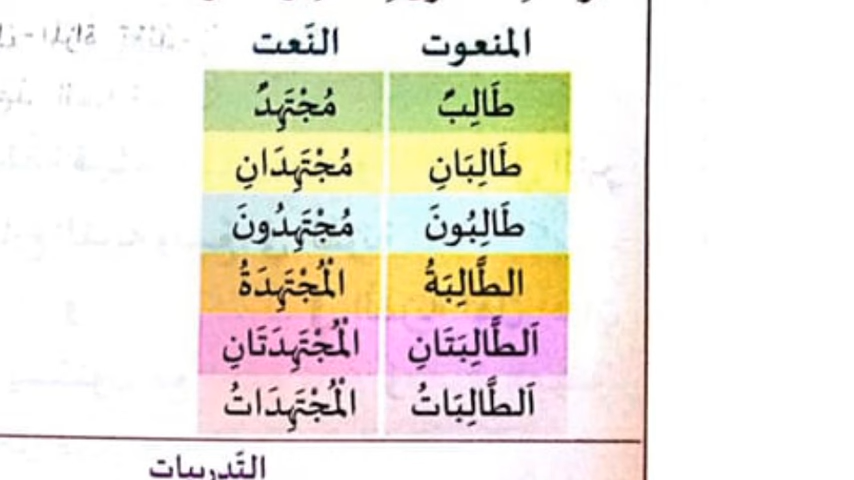 المنعوت النَعت
طَالِبٌ مُجْتَهِدٌ
طَالِبَانِ مُجْتَهِدَانِ
طَالِبُونَ مُجْتَهِدُونَ
الطَّالِبَةُ الْمُجْتَهِدَةُ
اَلطَّالِبَتَانِ الْمُجْتَهِدَتَانِ
اَلطَّالِبَاتُ الْمُجْتَهِدَاتُ
التَدريبات